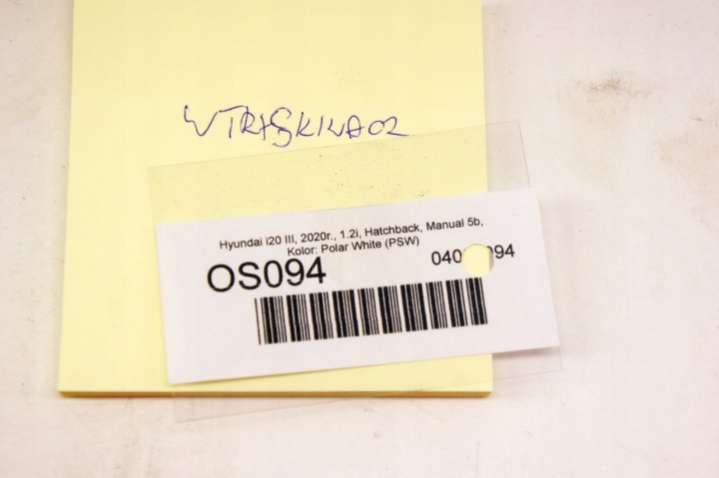 WTRYSKIWA02
Hyundai i20 III, 2020r., 1.2i, Hatchback, Manual 5b,
Kolor: Polar White (PSW)
OS094